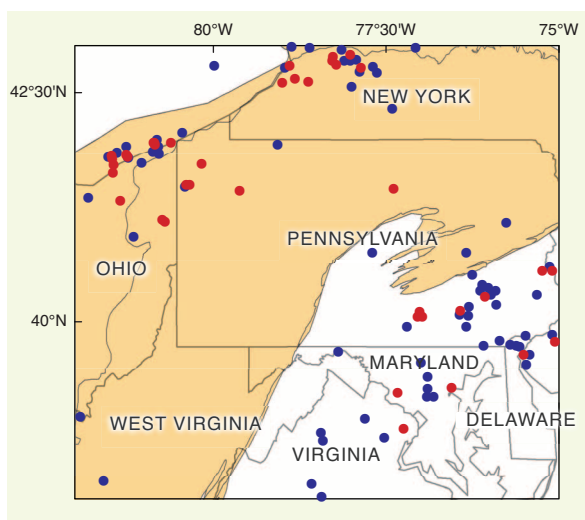 80°W
77°30'W
75°W
42°30'N
NEW YORK
PENNSYLVANIA
OHIO
40°N
MARYLAND
WEST VIRGINIA
DELAWARE
VIRGINIA